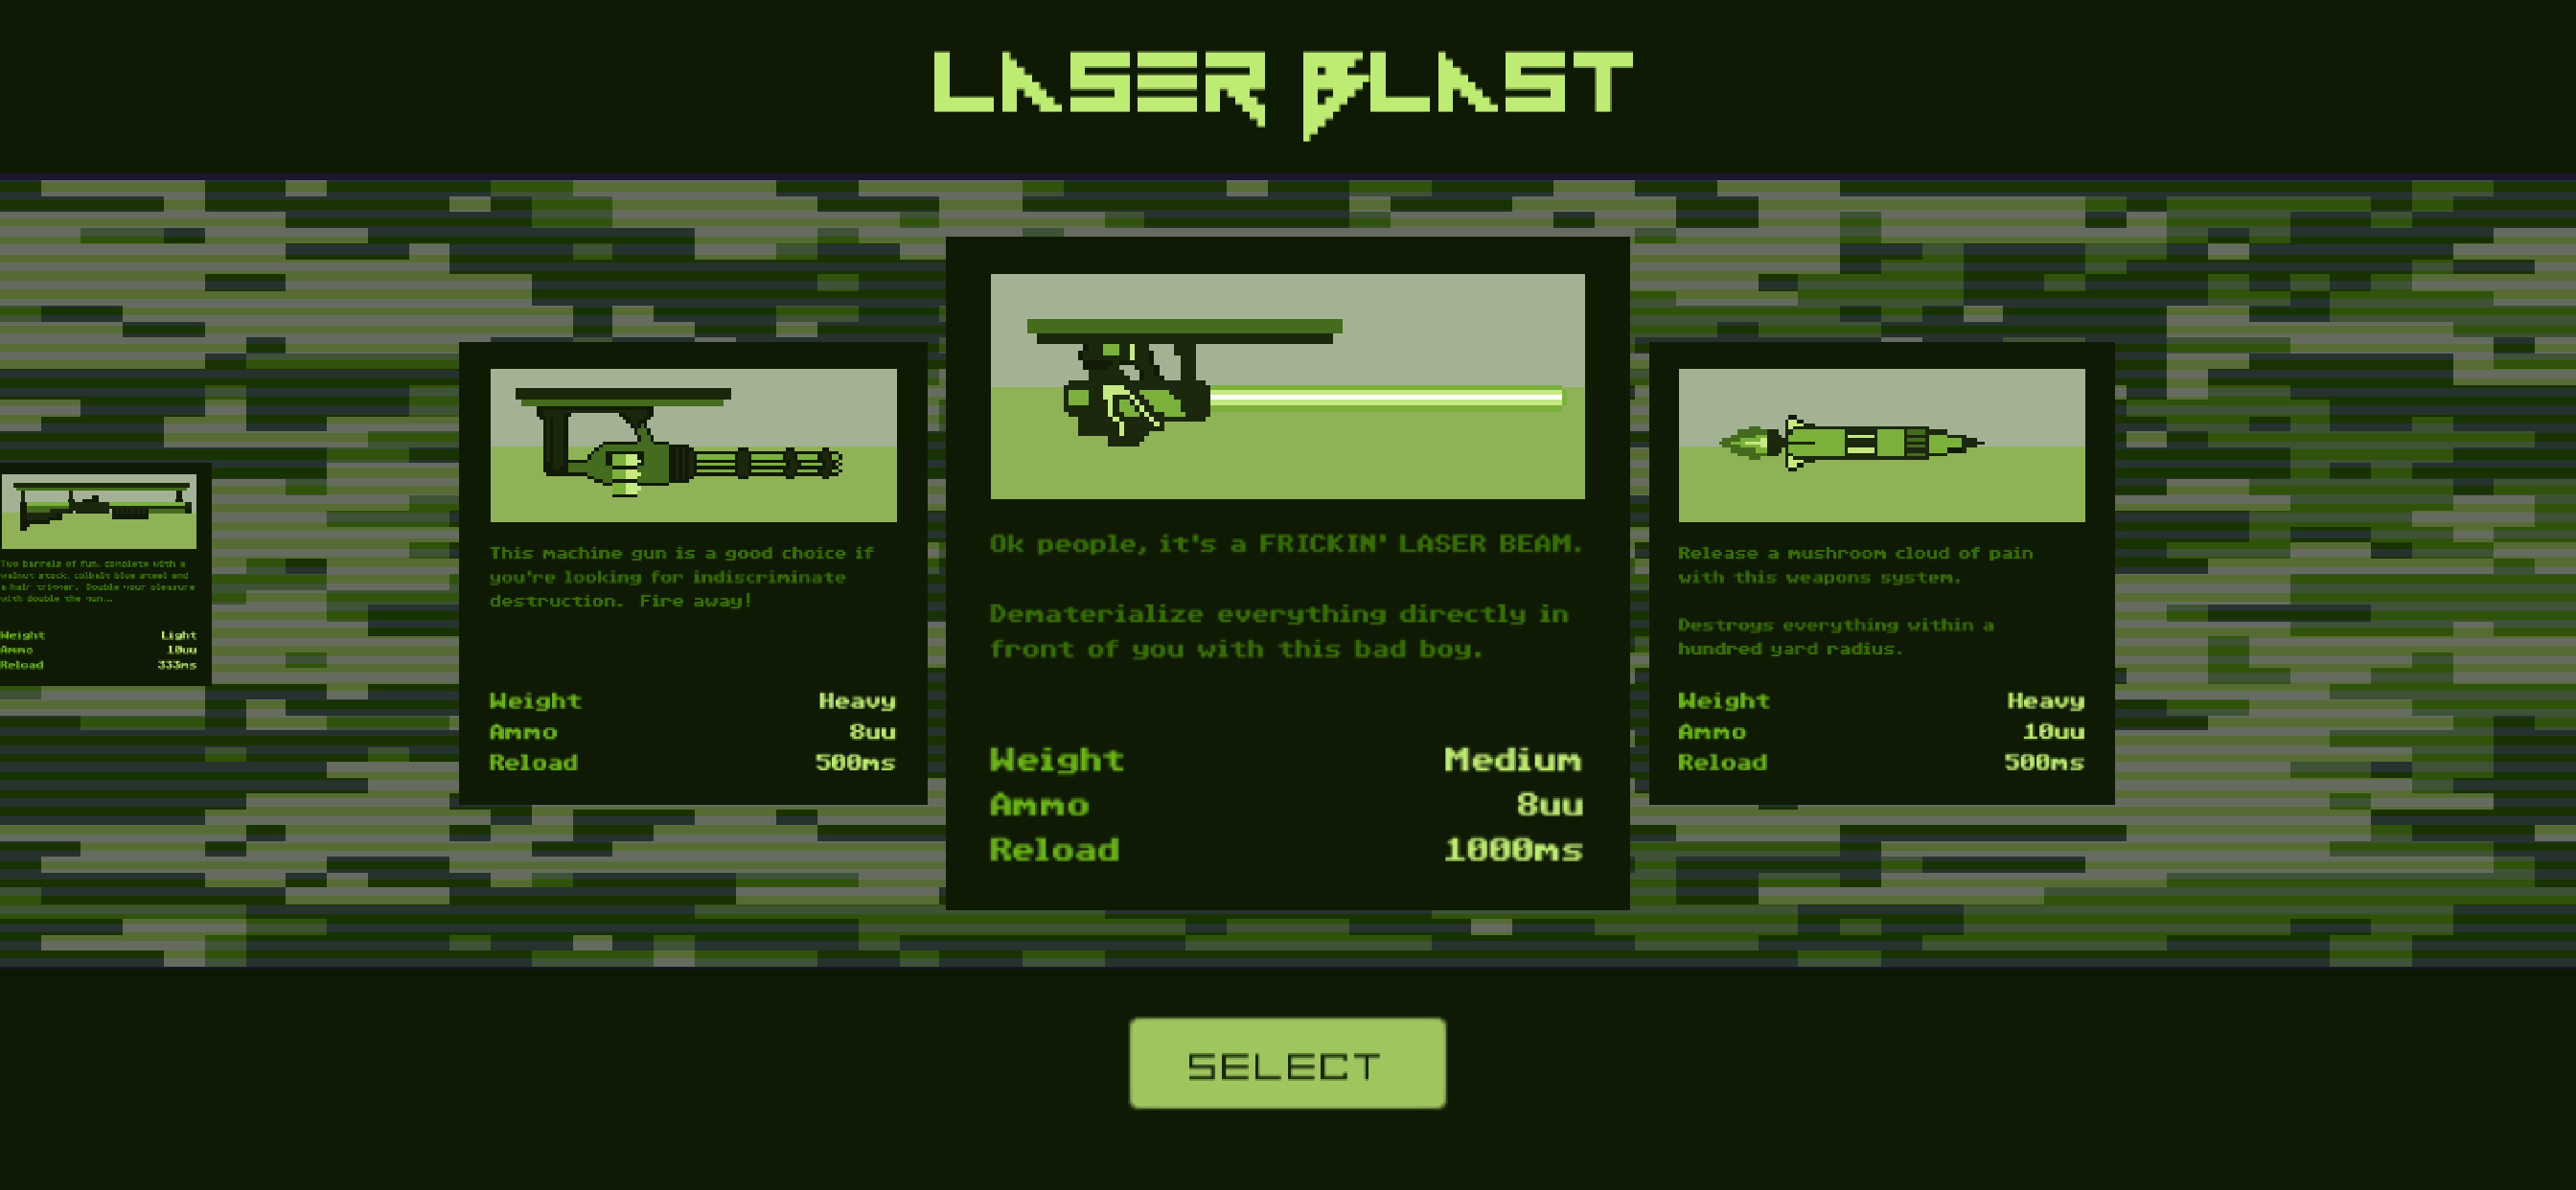 LASER BLAST
Two barrels of fun, complete with a
walnut stock, colbalt blue steel and
a hair trigger. Double your pleasure
with double the gun...
Weight Light
Ammo 10uu
Reload 333ms
This machine gun is a good choice if
you're looking for indiscriminate
destruction. Fire away!
Weight Heavy
Ammo 8uu
Reload 500ms
Ok people, it's a FRICKIN' LASER BEAM.
Dematerialize everything directly in
front of you with this bad boy.
Weight Medium
Ammo 8uu
Reload 1000ms
Release a mushroom cloud of pain
with this weapons system.
Destroys everything within a
hundred yard radius.
Weight Heavy
Ammo 10uu
Reload 500ms
SELECT